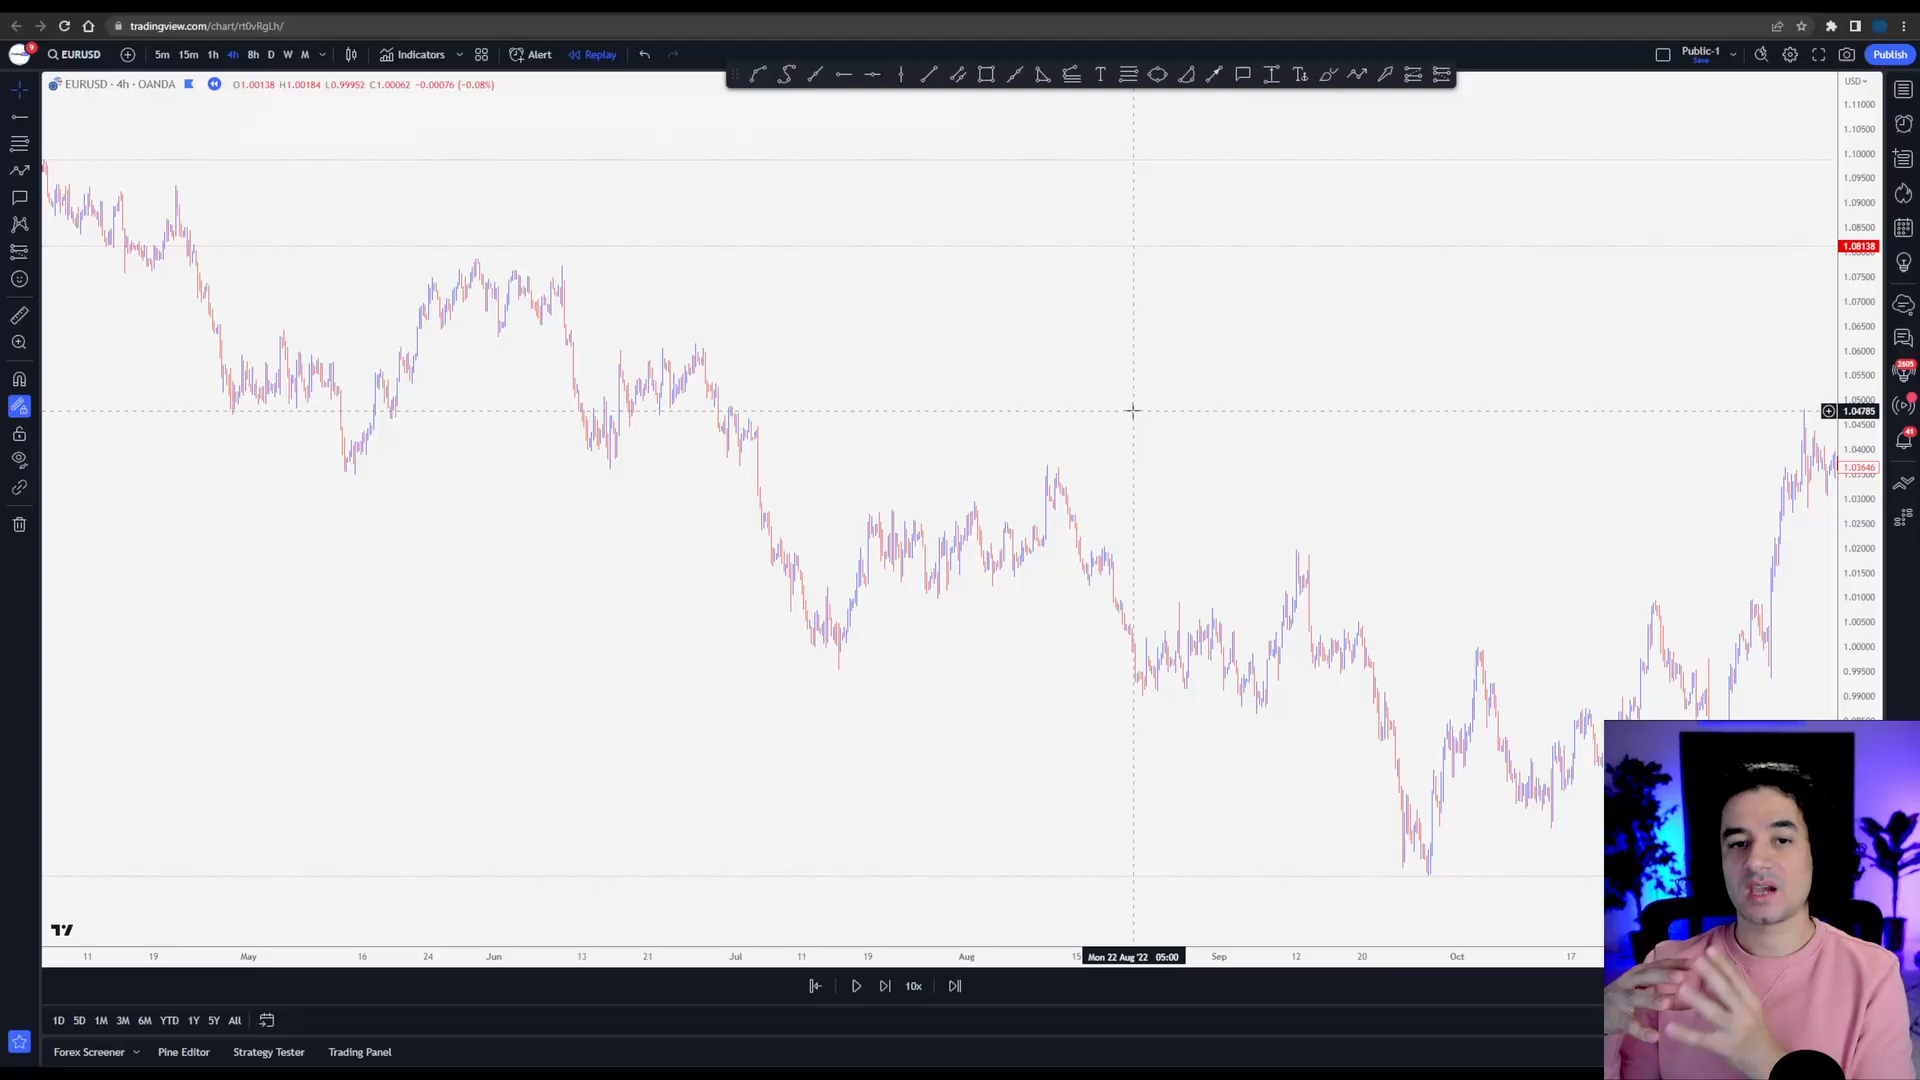 tradingview.com/chart/rt0vRgLh/
9
EURUSD
5m 15m 1h 4h 8h D W M
Indicators
Alert
Replay
Public-1
Save
Publish
EURUSD · 4h · OANDA
O1.00138 H1.00184 L0.99952 C1.00062 −0.00076 (−0.08%)
USD
1.11000
1.10500
1.10000
1.09500
1.09000
1.08500
1.08138
1.07500
1.07000
1.06500
1.06000
1.05500
1.05000
1.04785
1.04500
1.04000
1.03646
1.03000
1.02500
1.02000
1.01500
1.01000
1.00500
1.00000
0.99500
0.99000
2605
41
11 19 May 16 24 Jun 13 21 Jul 11 19 Aug 15 Mon 22 Aug '22 05:00 Sep 12 20 Oct 17
10x
1D 5D 1M 3M 6M YTD 1Y 5Y All
Forex Screener Pine Editor Strategy Tester Trading Panel